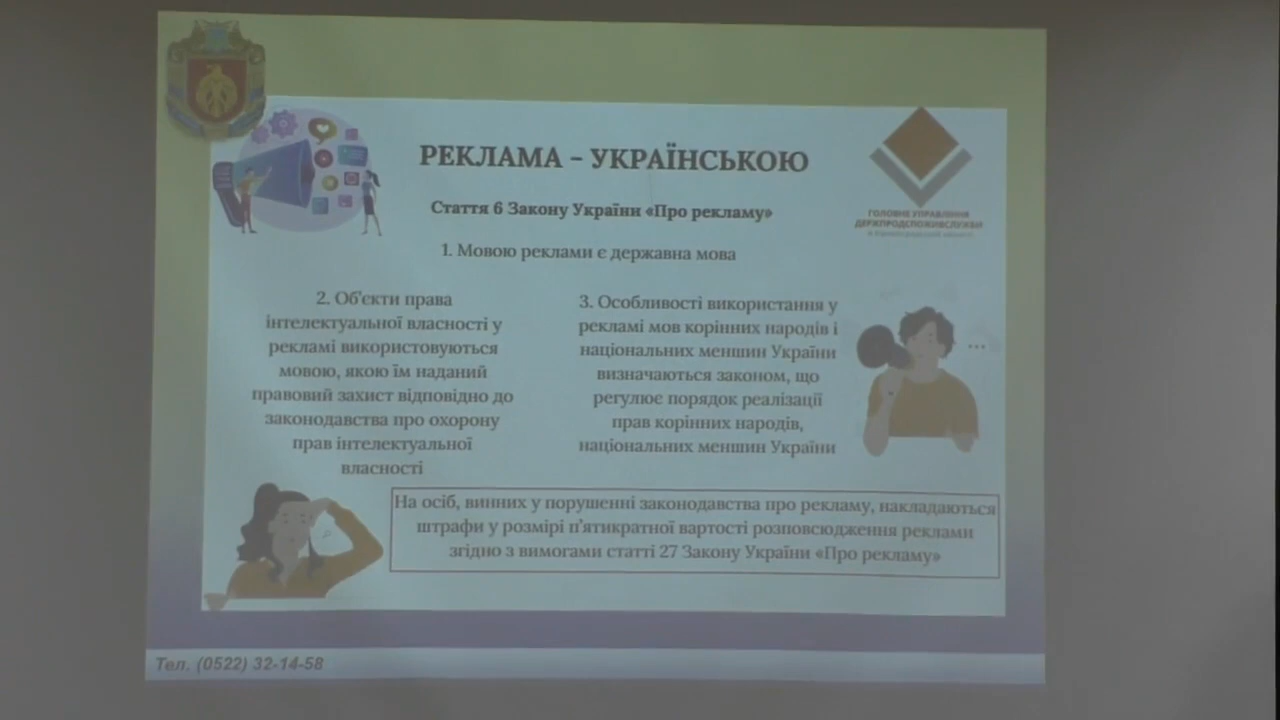 РЕКЛАМА – УКРАЇНСЬКОЮ
ГОЛОВНЕ УПРАВЛІННЯ
ДЕРЖПРОДСПОЖИВСЛУЖБИ
Стаття 6 Закону України «Про рекламу»
1. Мовою реклами є державна мова
2. Об'єкти права
інтелектуальної власності у
рекламі використовуються
мовою, якою їм наданий
правовий захист відповідно до
законодавства про охорону
прав інтелектуальної
власності
3. Особливості використання у
рекламі мов корінних народів і
національних меншин України
визначаються законом, що
регулює порядок реалізації
прав корінних народів,
національних меншин України
На осіб, винних у порушенні законодавства про рекламу, накладаються
штрафи у розмірі п'ятикратної вартості розповсюдження реклами
згідно з вимогами статті 27 Закону України «Про рекламу»
Тел. (0522) 32-14-58